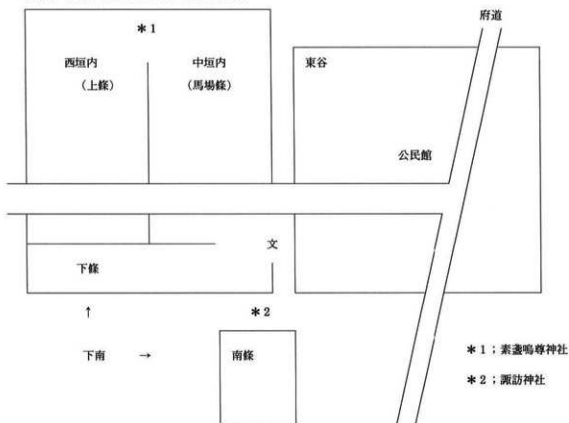 府道
＊1
西垣内
（上條）
中垣内
（馬場條）
東谷
公民館
文
下條
↑
＊2
下南　→
南條
＊1；素盞嗚尊神社
＊2；諏訪神社